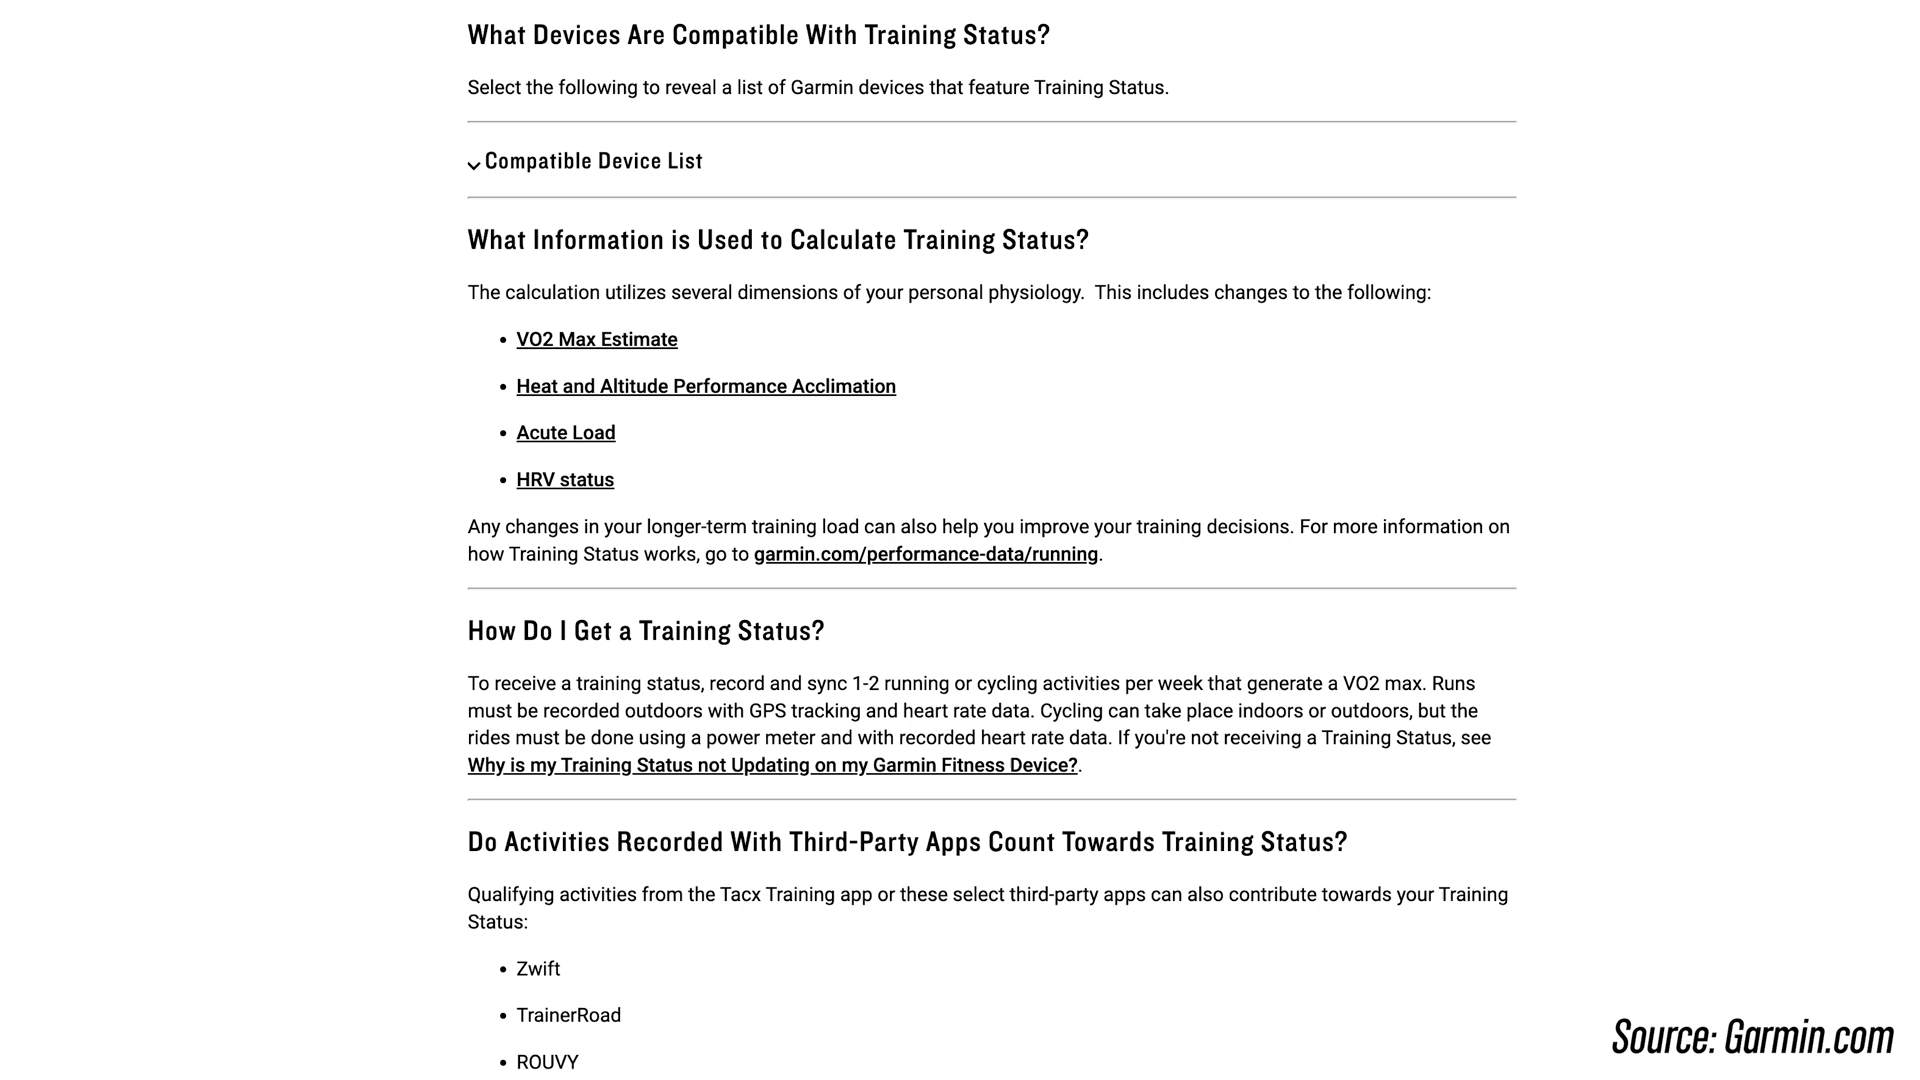 What Devices Are Compatible With Training Status?
Select the following to reveal a list of Garmin devices that feature Training Status.
Compatible Device List
What Information is Used to Calculate Training Status?
The calculation utilizes several dimensions of your personal physiology.  This includes changes to the following:
• VO2 Max Estimate
• Heat and Altitude Performance Acclimation
• Acute Load
• HRV status
Any changes in your longer-term training load can also help you improve your training decisions. For more information on
how Training Status works, go to garmin.com/performance-data/running.
How Do I Get a Training Status?
To receive a training status, record and sync 1-2 running or cycling activities per week that generate a VO2 max. Runs
must be recorded outdoors with GPS tracking and heart rate data. Cycling can take place indoors or outdoors, but the
rides must be done using a power meter and with recorded heart rate data. If you're not receiving a Training Status, see
Why is my Training Status not Updating on my Garmin Fitness Device?.
Do Activities Recorded With Third-Party Apps Count Towards Training Status?
Qualifying activities from the Tacx Training app or these select third-party apps can also contribute towards your Training
Status:
• Zwift
• TrainerRoad
• ROUVY
Source: Garmin.com